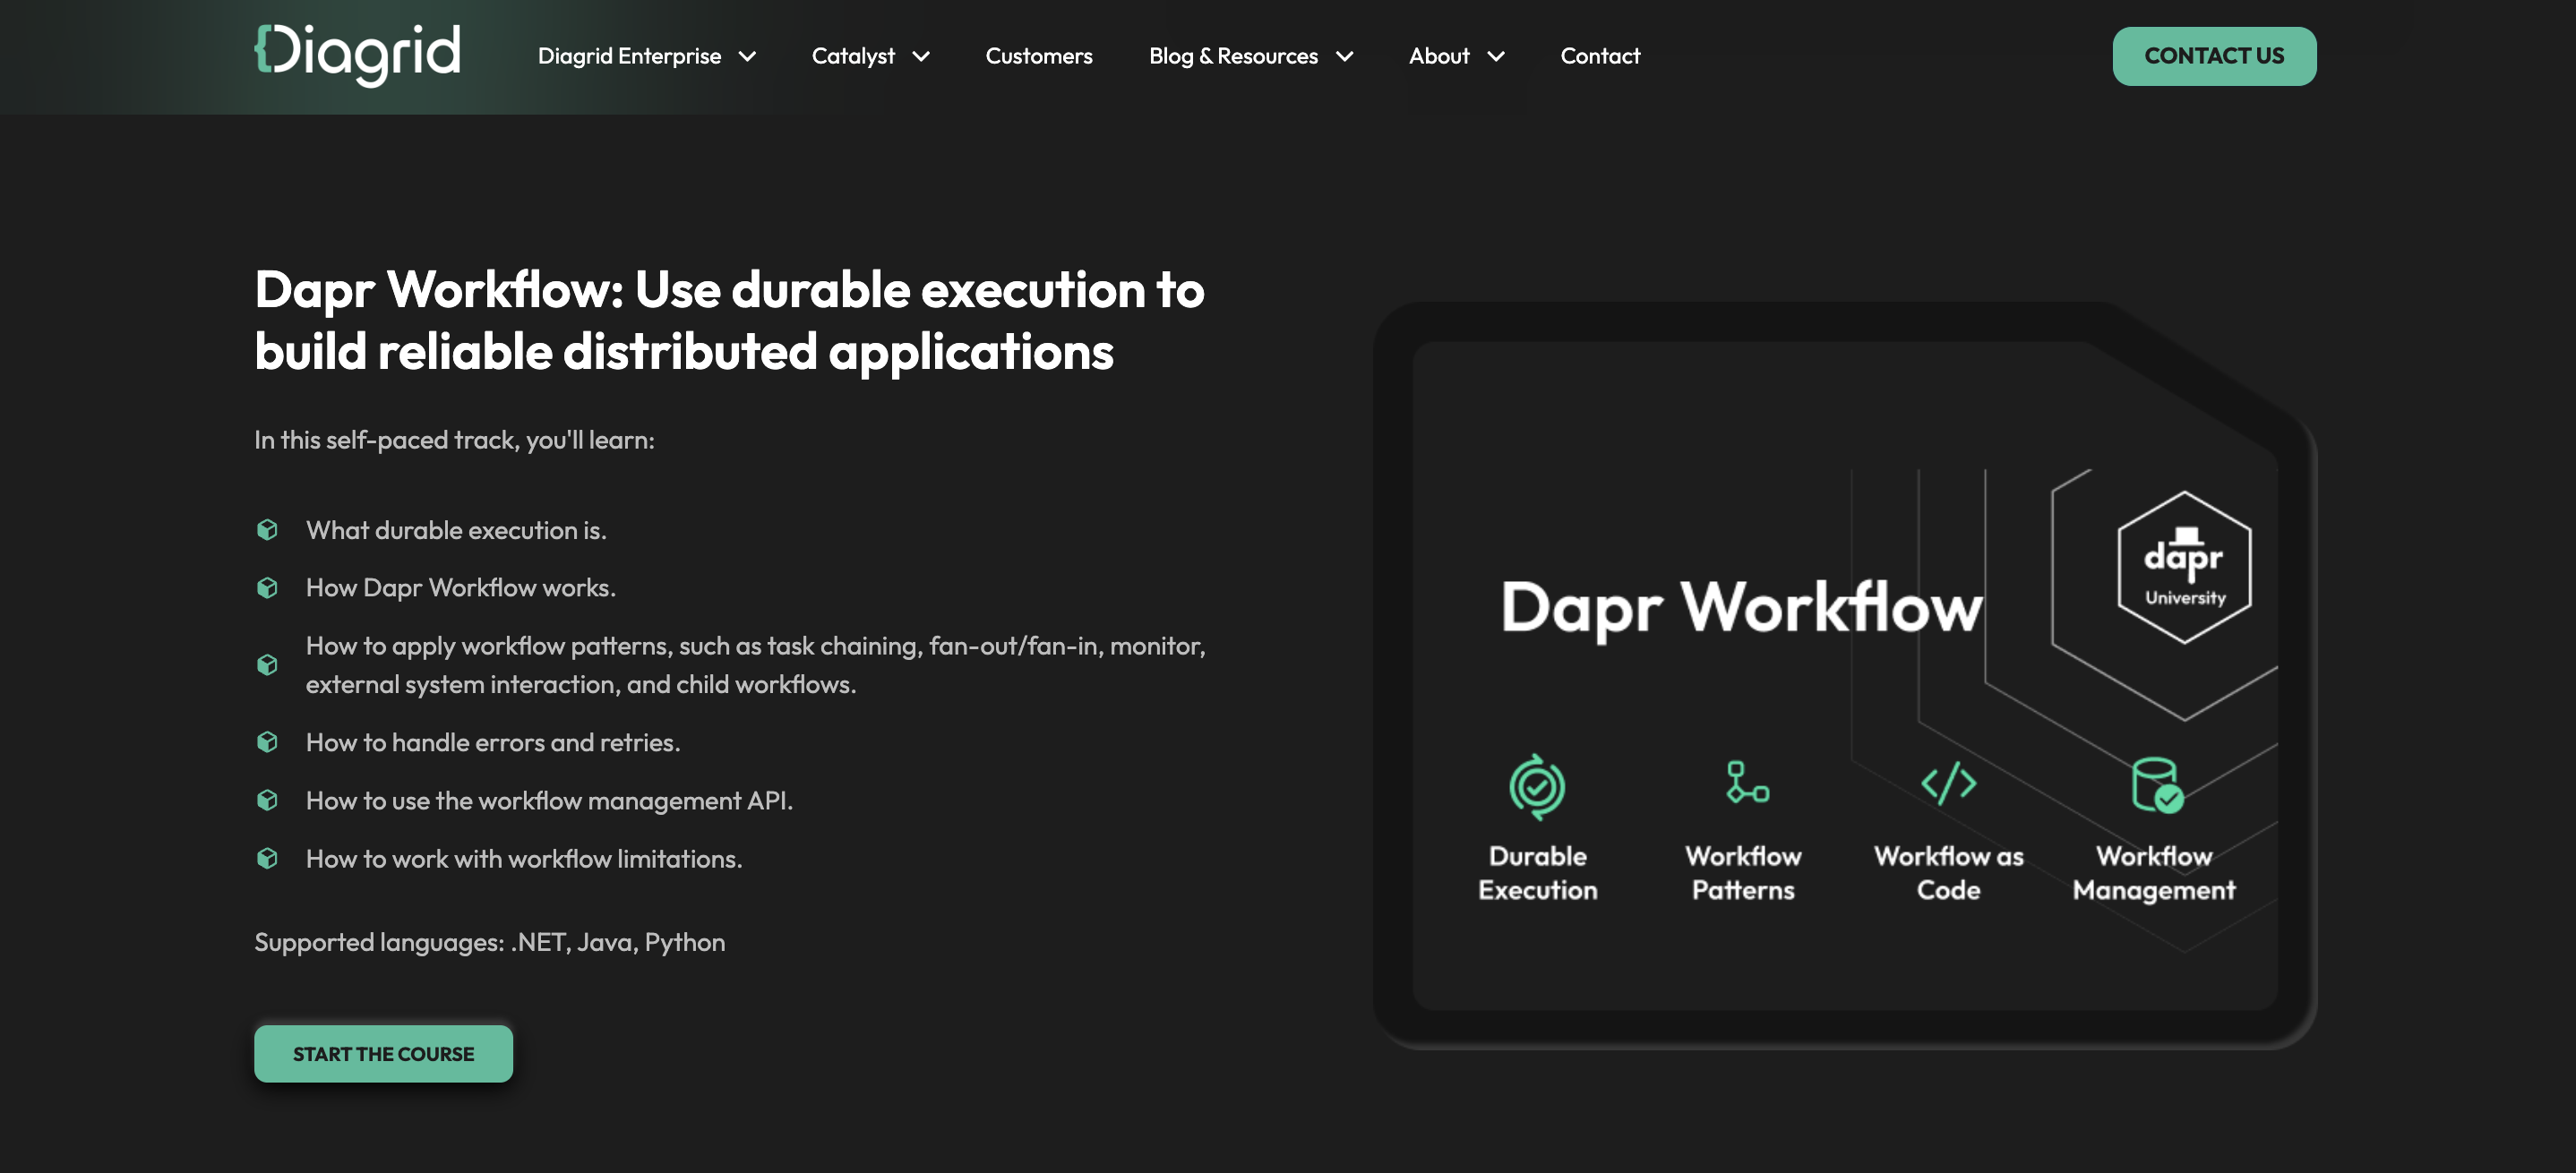 Diagrid
Diagrid Enterprise
Catalyst
Customers
Blog & Resources
About
Contact
CONTACT US
Dapr Workflow: Use durable execution to
build reliable distributed applications
In this self-paced track, you'll learn:
What durable execution is.
How Dapr Workflow works.
How to apply workflow patterns, such as task chaining, fan-out/fan-in, monitor,
external system interaction, and child workflows.
How to handle errors and retries.
How to use the workflow management API.
How to work with workflow limitations.
Supported languages: .NET, Java, Python
START THE COURSE
dapr
University
Dapr Workflow
Durable
Execution
Workflow
Patterns
Workflow as
Code
Workflow
Management